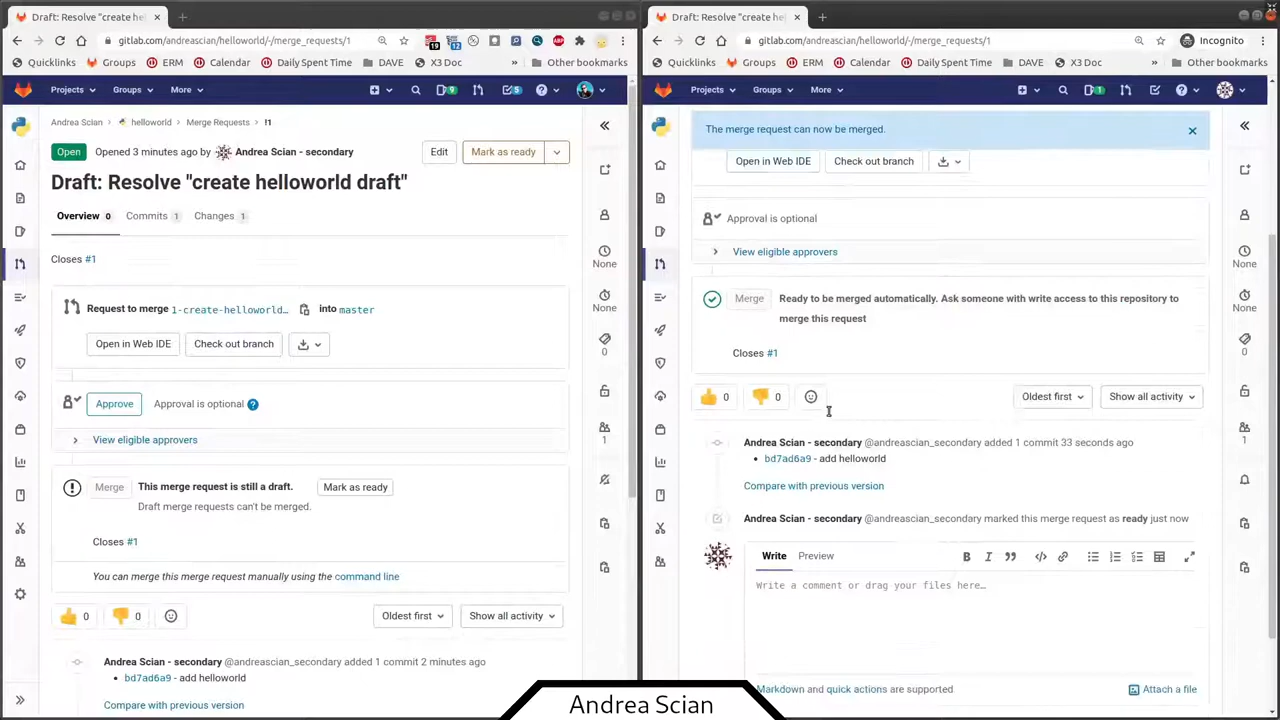 Draft: Resolve "create hel
gitlab.com/andreascian/helloworld/-/merge_requests/1
19
12
ABP
Quicklinks
Groups
ERM
Calendar
Daily Spent Time
DAVE
X3 Doc
»
Other bookmarks
Projects
Groups
More
9
5
Andrea Scian › helloworld › Merge Requests › !1
Open
Opened 3 minutes ago by Andrea Scian - secondary
Edit
Mark as ready
Draft: Resolve "create helloworld draft"
Overview 0
Commits 1
Changes 1
Closes #1
Request to merge 1-create-helloworld… into master
Open in Web IDE
Check out branch
Approve
Approval is optional
View eligible approvers
Merge
This merge request is still a draft.
Mark as ready
Draft merge requests can't be merged.
Closes #1
You can merge this merge request manually using the command line
0
0
Oldest first
Show all activity
Andrea Scian - secondary @andreascian_secondary added 1 commit 2 minutes ago
• bd7ad6a9 - add helloworld
Compare with previous version
None
None
0
1
Draft: Resolve "create hel
gitlab.com/andreascian/helloworld/-/merge_requests/1
Incognito
Quicklinks
Groups
ERM
Calendar
Daily Spent Time
DAVE
X3 Doc
»
Other bookmarks
Projects
Groups
More
1
The merge request can now be merged.
Open in Web IDE
Check out branch
Approval is optional
View eligible approvers
Merge
Ready to be merged automatically. Ask someone with write access to this repository to
merge this request
Closes #1
0
0
Oldest first
Show all activity
Andrea Scian - secondary @andreascian_secondary added 1 commit 33 seconds ago
• bd7ad6a9 - add helloworld
Compare with previous version
Andrea Scian - secondary @andreascian_secondary marked this merge request as ready just now
Write
Preview
Write a comment or drag your files here…
Markdown and quick actions are supported
Attach a file
None
None
0
1
Andrea Scian